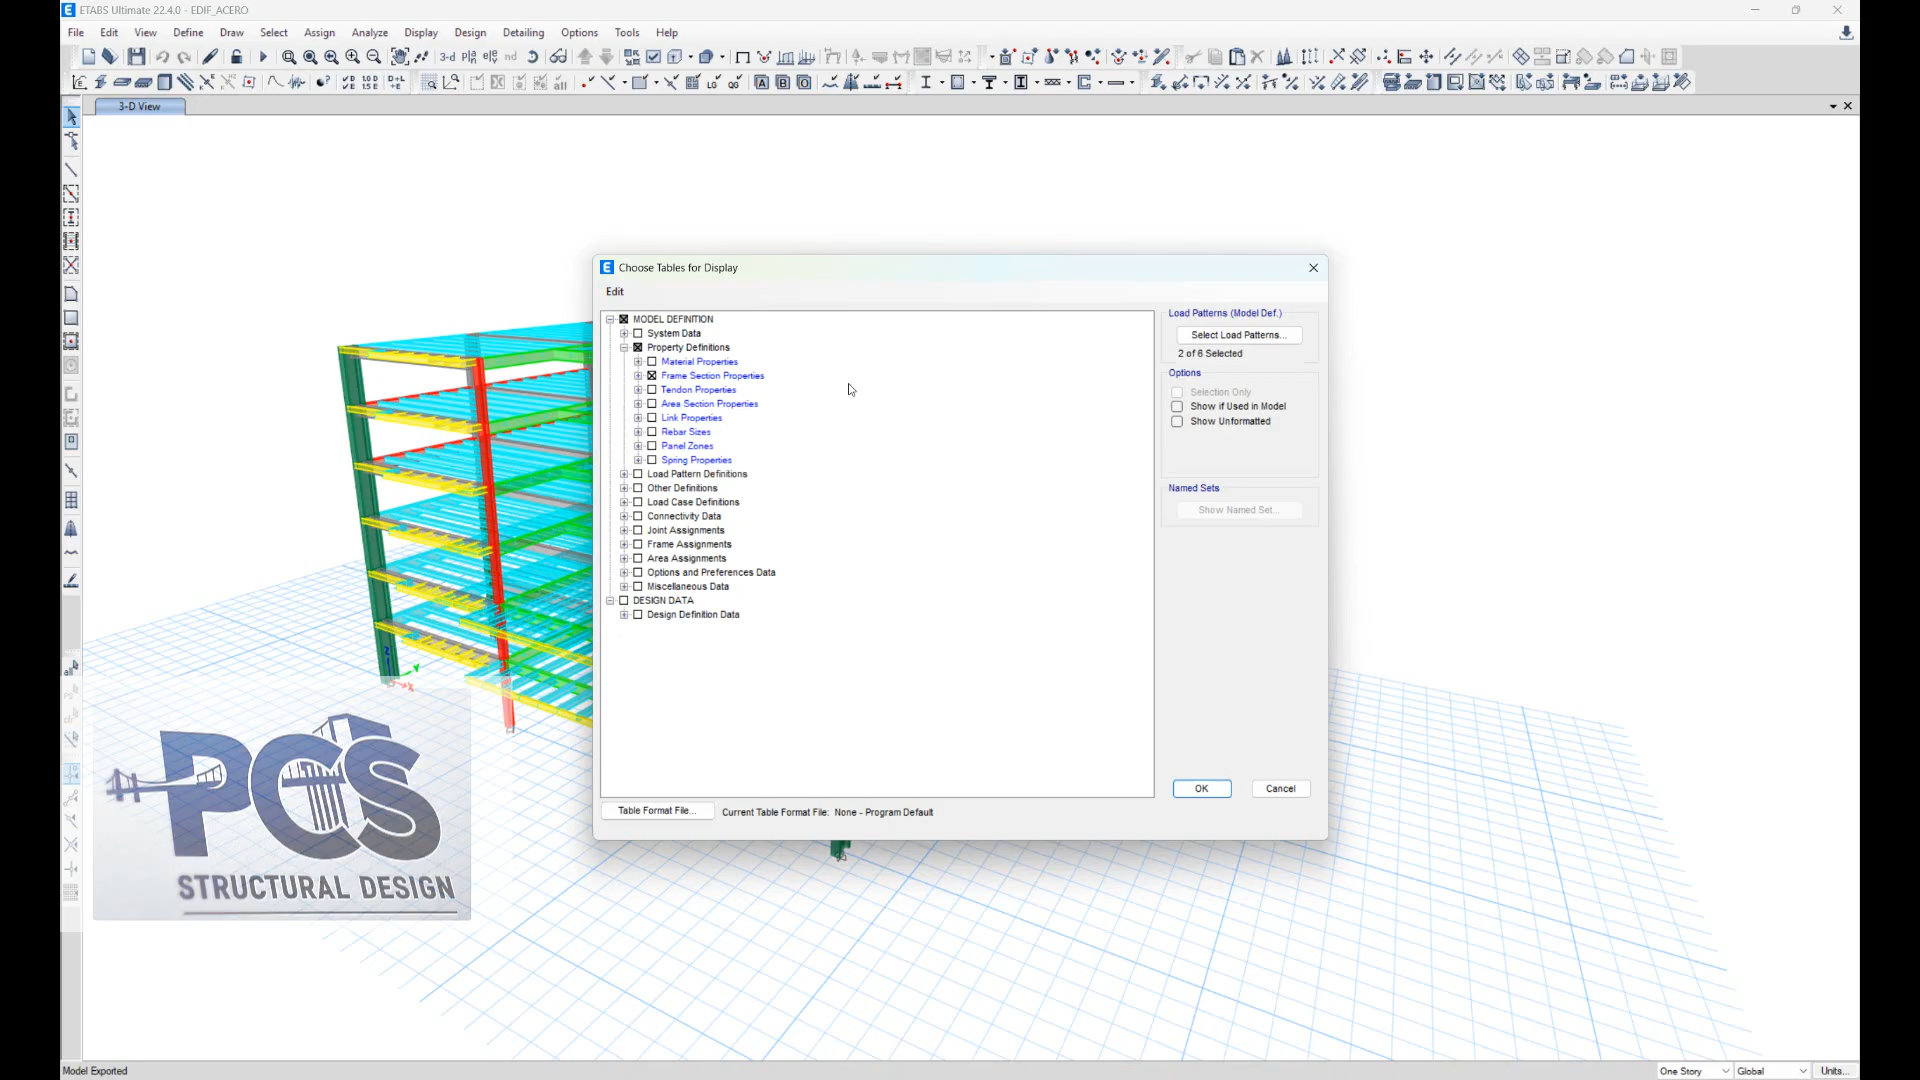 ETABS Ultimate 22.4.0 - EDIF_ACERO
File Edit View Define Draw Select Assign Analyze Display Design Detailing Options Tools Help
3-d pla ele nd
3-D View
Choose Tables for Display
Edit
MODEL DEFINITION
System Data
Property Definitions
Material Properties
Frame Section Properties
Tendon Properties
Area Section Properties
Link Properties
Rebar Sizes
Panel Zones
Spring Properties
Load Pattern Definitions
Other Definitions
Load Case Definitions
Connectivity Data
Joint Assignments
Frame Assignments
Area Assignments
Options and Preferences Data
Miscellaneous Data
DESIGN DATA
Design Definition Data
Load Patterns (Model Def.)
Select Load Patterns...
2 of 6 Selected
Options
Selection Only
Show if Used in Model
Show Unformatted
Named Sets
Show Named Set...
OK Cancel
Table Format File... Current Table Format File: None - Program Default
Z
Y
X
PCS
STRUCTURAL DESIGN
Model Exported
One Story Global Units...